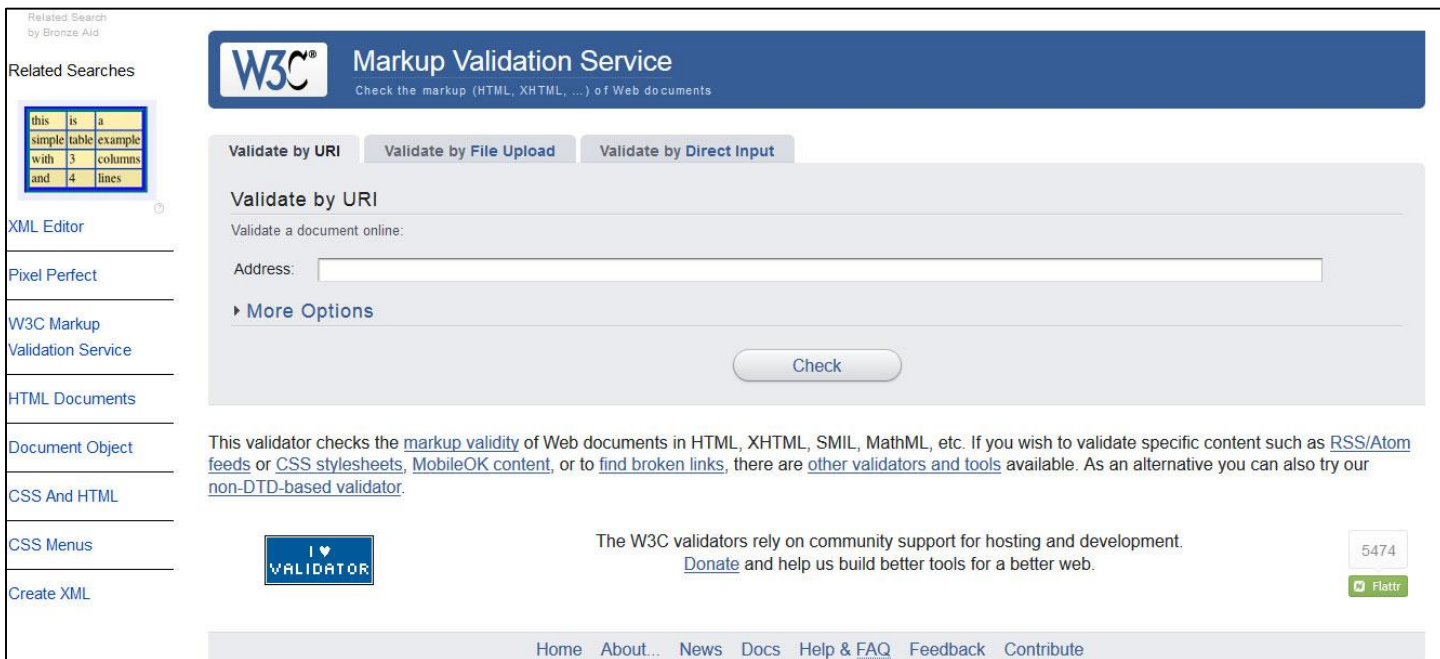 Related Search
by Bronze Aid
Related Searches
this is a
simple table example
with 3 columns
and 4 lines
XML Editor
Pixel Perfect
W3C Markup
Validation Service
HTML Documents
Document Object
CSS And HTML
CSS Menus
Create XML
W3C®
Markup Validation Service
Check the markup (HTML, XHTML, ...) of Web documents
Validate by URI Validate by File Upload Validate by Direct Input
Validate by URI
Validate a document online:
Address:
More Options
Check
This validator checks the markup validity of Web documents in HTML, XHTML, SMIL, MathML, etc. If you wish to validate specific content such as RSS/Atom
feeds or CSS stylesheets, MobileOK content, or to find broken links, there are other validators and tools available. As an alternative you can also try our
non-DTD-based validator.
I ♥
VALIDATOR
The W3C validators rely on community support for hosting and development.
Donate and help us build better tools for a better web.
5474
Flattr
Home About... News Docs Help & FAQ Feedback Contribute